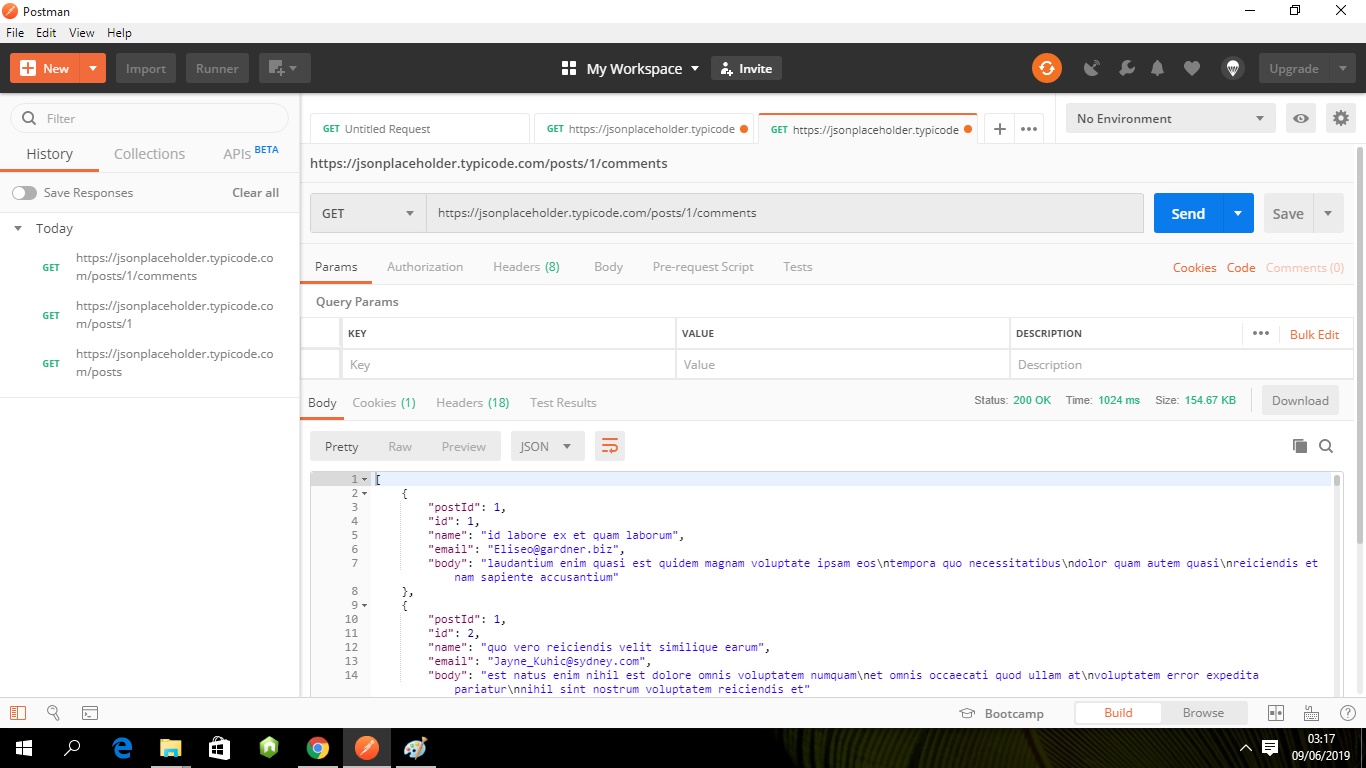 Postman
File Edit View Help
New Import Runner My Workspace Invite Upgrade
Filter
History Collections APIs BETA
Save Responses Clear all
Today
GET https://jsonplaceholder.typicode.co
m/posts/1/comments
GET https://jsonplaceholder.typicode.co
m/posts/1
GET https://jsonplaceholder.typicode.co
m/posts
GET Untitled Request GET https://jsonplaceholder.typicode GET https://jsonplaceholder.typicode + ••• No Environment
https://jsonplaceholder.typicode.com/posts/1/comments
GET https://jsonplaceholder.typicode.com/posts/1/comments Send Save
Params Authorization Headers (8) Body Pre-request Script Tests Cookies Code Comments (0)
Query Params
KEY VALUE DESCRIPTION ••• Bulk Edit
Key Value Description
Body Cookies (1) Headers (18) Test Results Status: 200 OK Time: 1024 ms Size: 154.67 KB Download
Pretty Raw Preview JSON
1 [
2 {
3 "postId": 1,
4 "id": 1,
5 "name": "id labore ex et quam laborum",
6 "email": "Eliseo@gardner.biz",
7 "body": "laudantium enim quasi est quidem magnam voluptate ipsam eos\ntempora quo necessitatibus\ndolor quam autem quasi\nreiciendis et
nam sapiente accusantium"
8 },
9 {
10 "postId": 1,
11 "id": 2,
12 "name": "quo vero reiciendis velit similique earum",
13 "email": "Jayne_Kuhic@sydney.com",
14 "body": "est natus enim nihil est dolore omnis voluptatem numquam\net omnis occaecati quod ullam at\nvoluptatem error expedita
pariatur\nnihil sint nostrum voluptatem reiciendis et"
Bootcamp Build Browse
03:17
09/06/2019